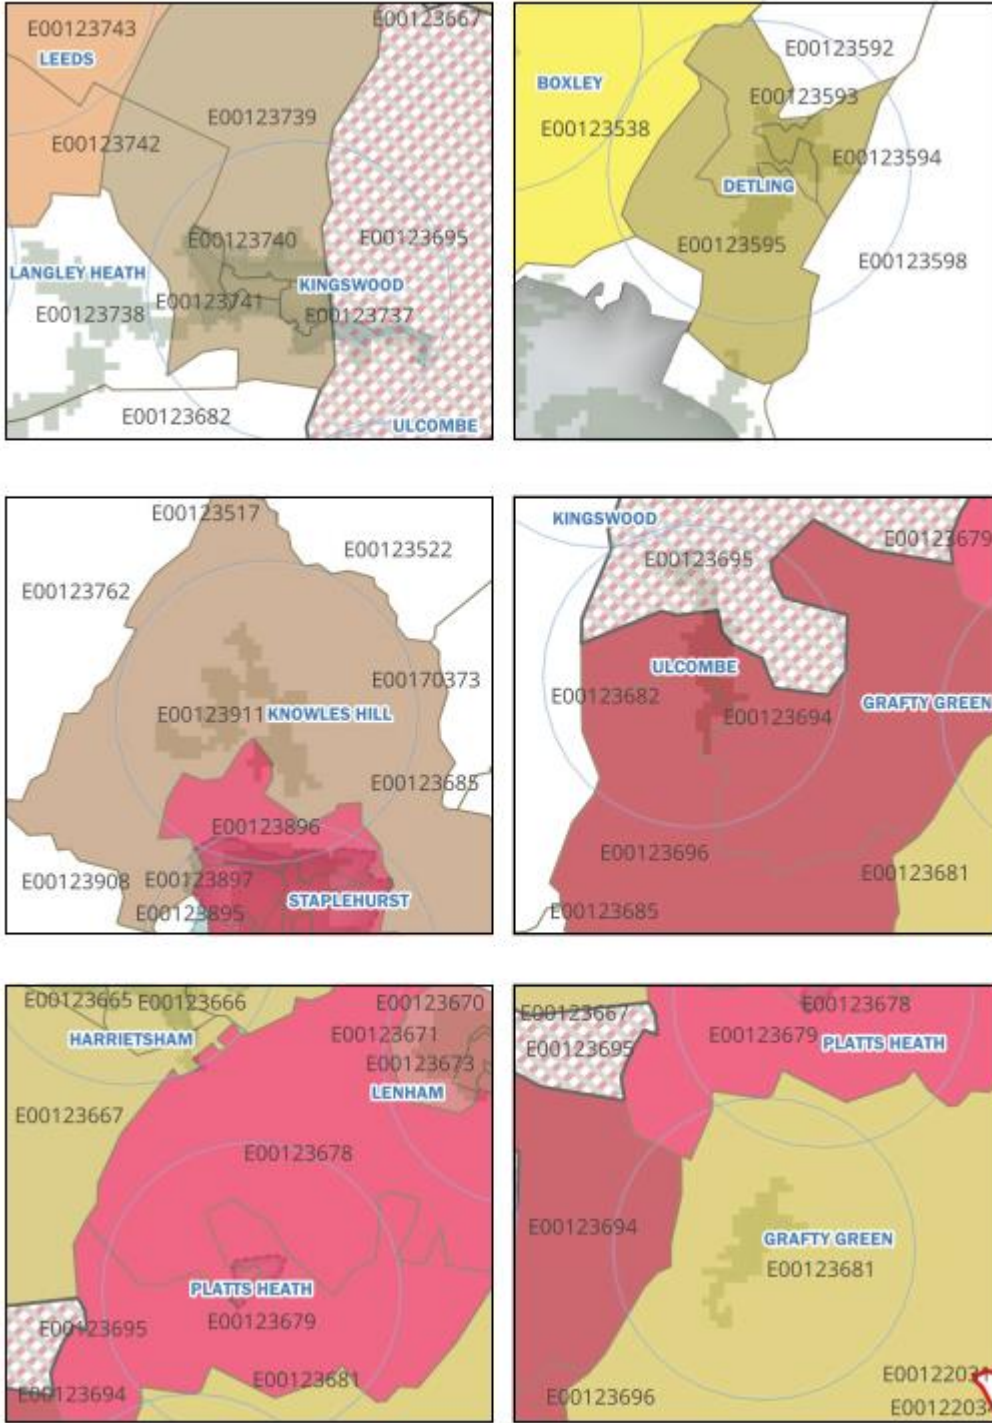 E00123743
E00123667
LEEDS
E00123739
E00123742
E00123740
E00123695
LANGLEY HEATH
KINGSWOOD
E00123741
E00123738
E00123737
E00123682
ULCOMBE
E00123592
BOXLEY
E00123593
E00123538
E00123594
DETLING
E00123595
E00123598
E00123517
E00123522
E00123762
E00170373
E00123911 KNOWLES HILL
E00123685
E00123896
E00123908 E00123897
STAPLEHURST
E00123895
KINGSWOOD
E00123679
E00123695
ULCOMBE
E00123682
GRAFTY GREEN
E00123694
E00123696
E00123681
E00123685
E00123665 E00123666
E00123670
HARRIETSHAM
E00123671
E00123673
LENHAM
E00123667
E00123678
PLATTS HEATH
E00123679
E00123695
E00123681
E00123694
E00123667
E00123678
E00123679
PLATTS HEATH
E00123695
E00123694
GRAFTY GREEN
E00123681
E00123696